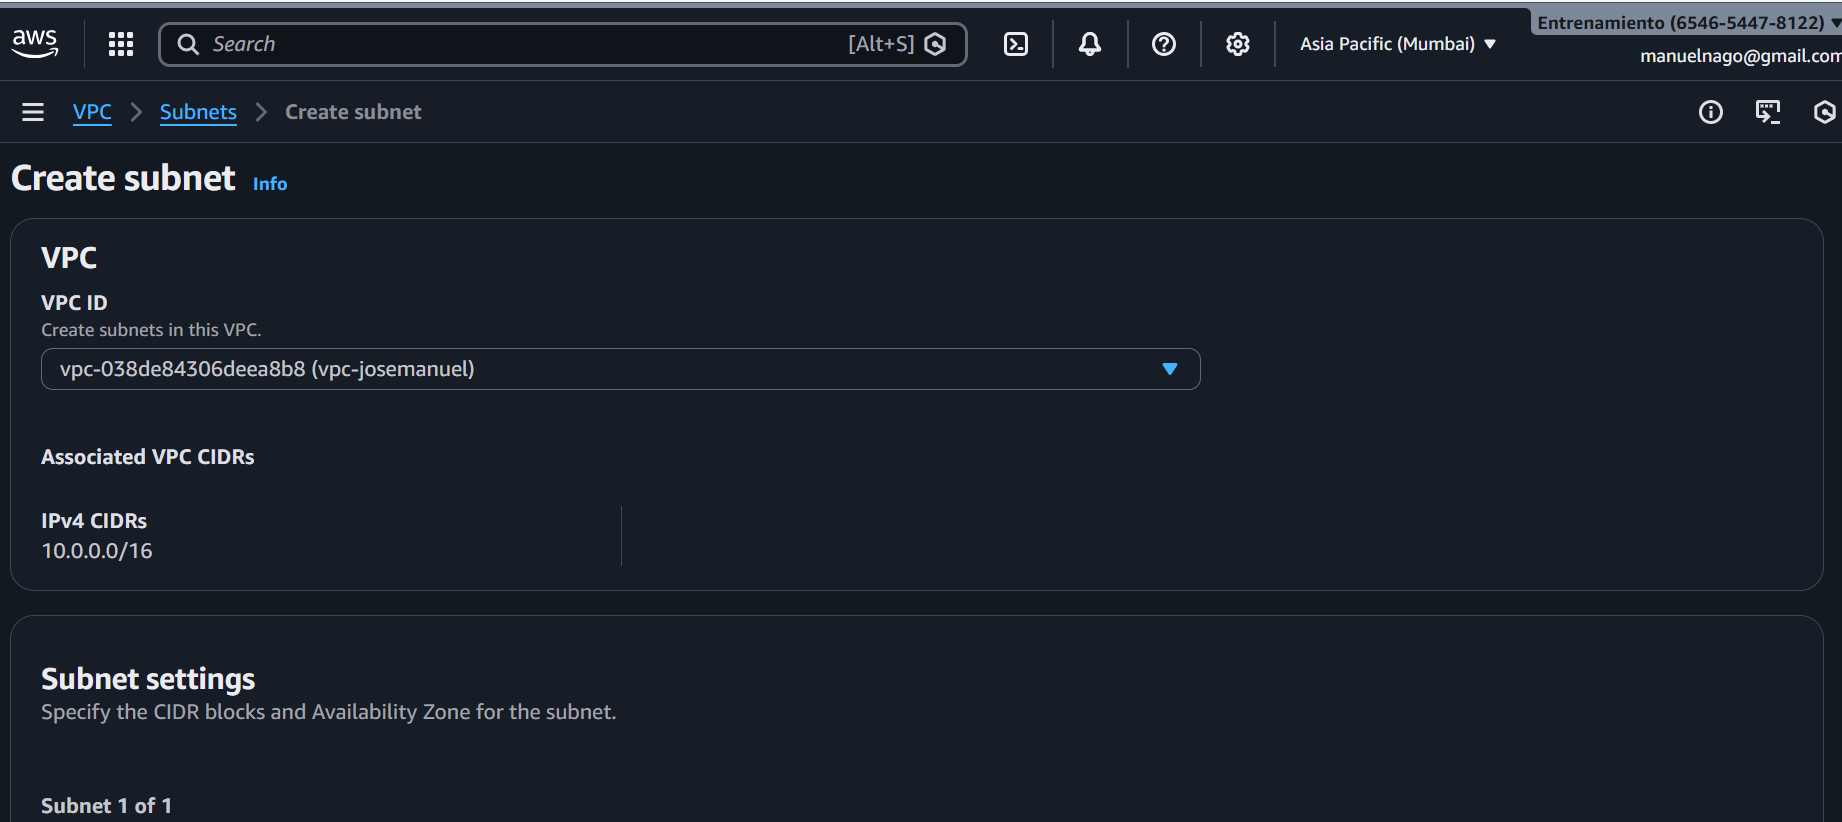 aws
Search
[Alt+S]
Asia Pacific (Mumbai)
Entrenamiento (6546-5447-8122)
manuelnago@gmail.com
VPC
Subnets
Create subnet
Create subnet
Info
VPC
VPC ID
Create subnets in this VPC.
vpc-038de84306deea8b8 (vpc-josemanuel)
Associated VPC CIDRs
IPv4 CIDRs
10.0.0.0/16
Subnet settings
Specify the CIDR blocks and Availability Zone for the subnet.
Subnet 1 of 1